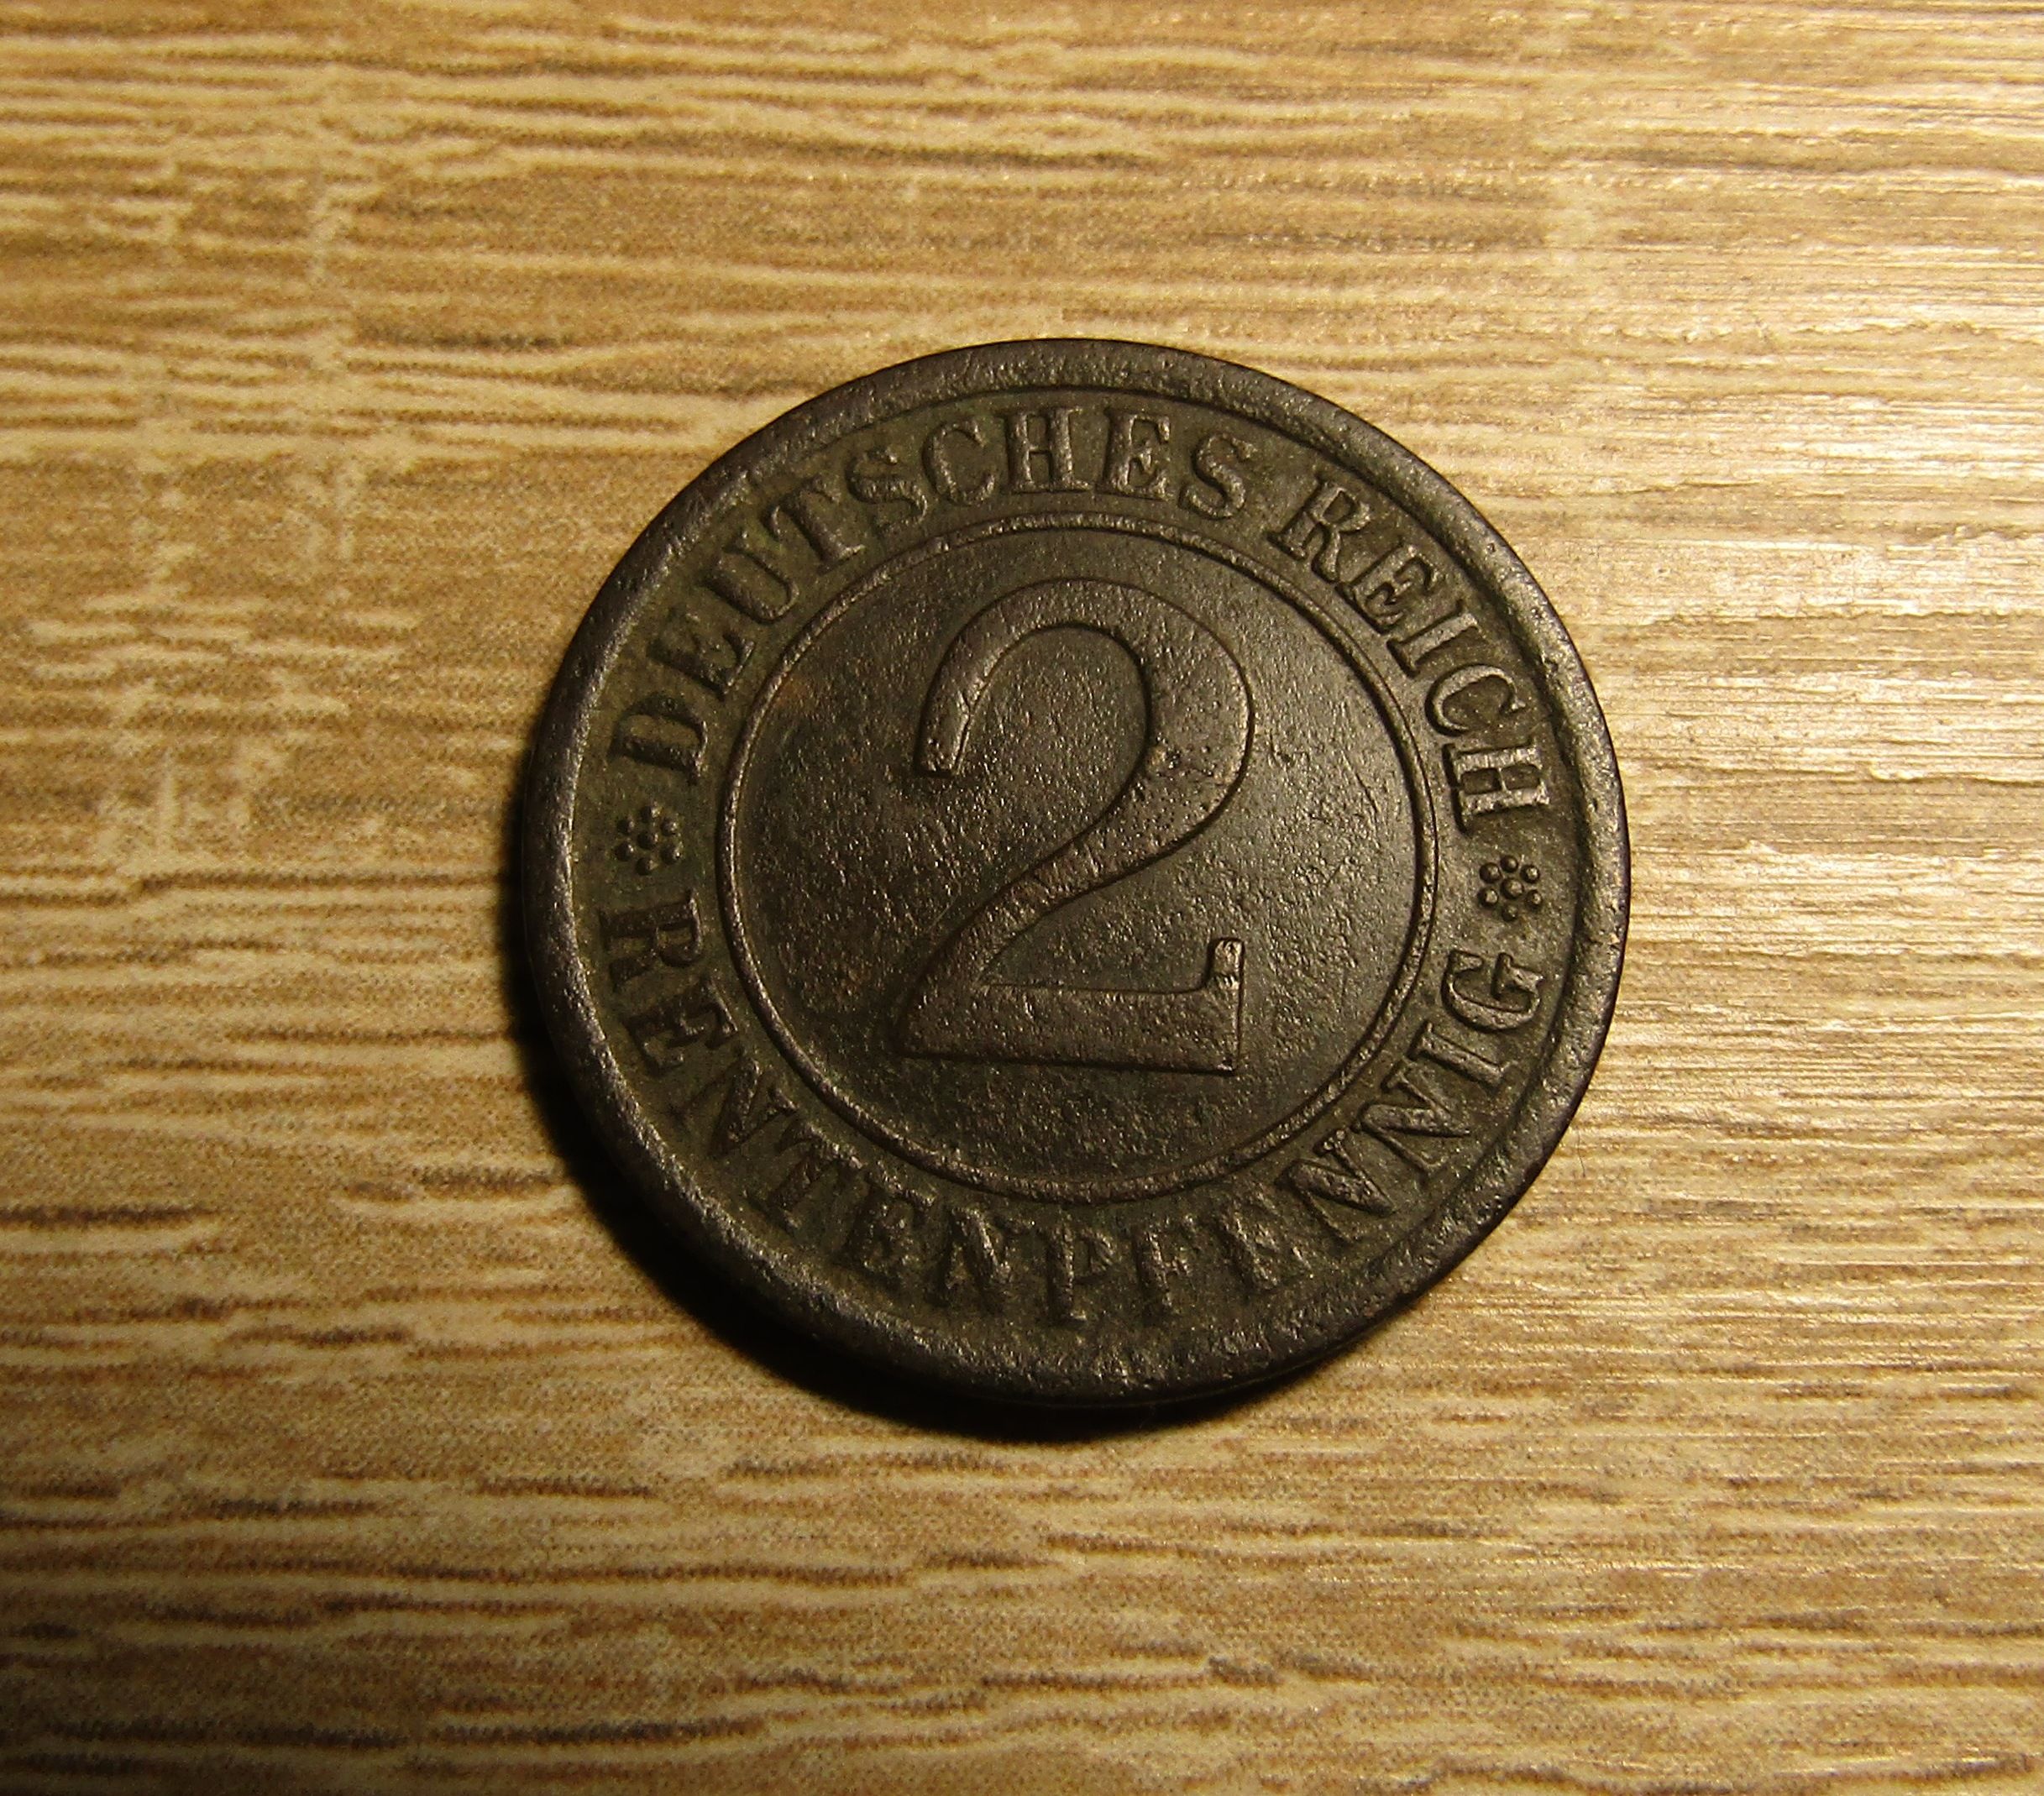 DEUTSCHES REICH
2
RENTENPFENNIG